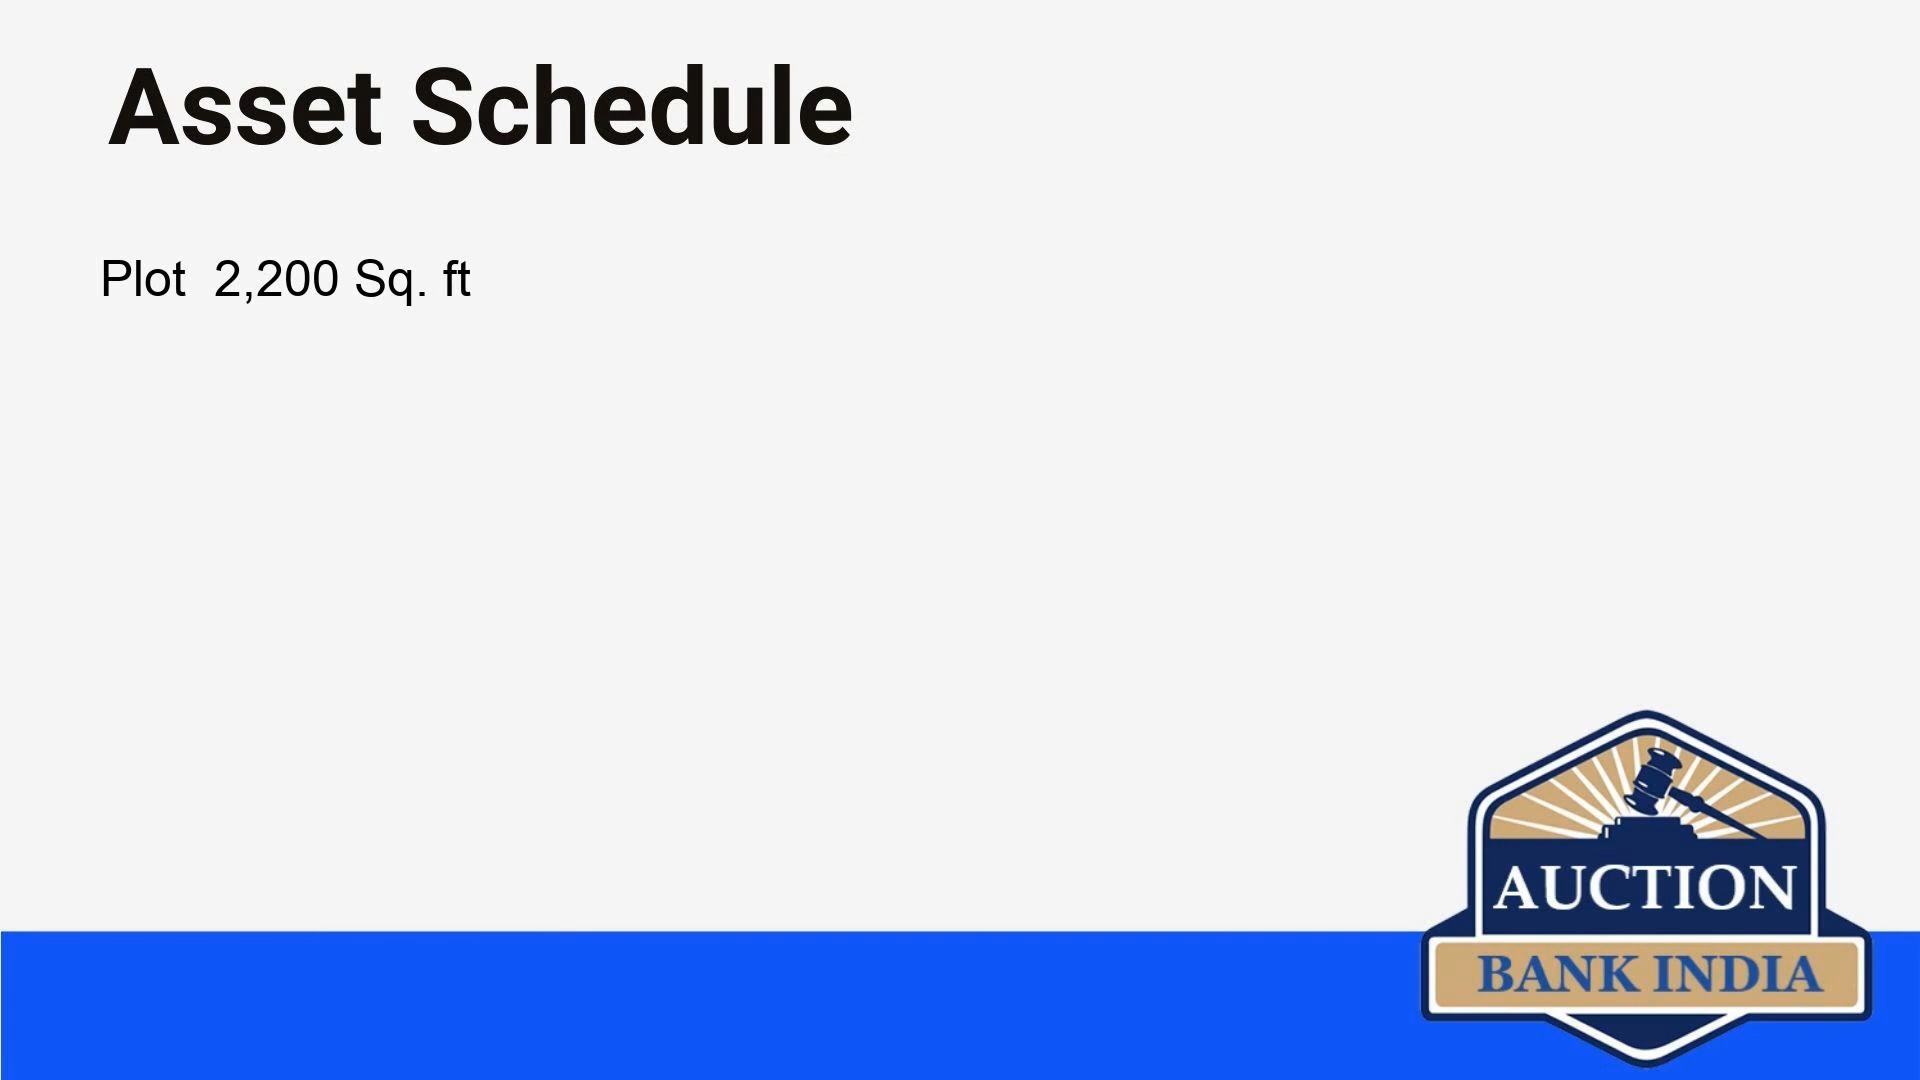 Asset Schedule
Plot  2,200 Sq. ft
AUCTION
BANK INDIA